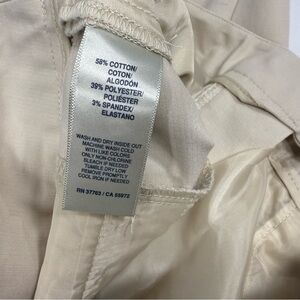 58% COTTON/
COTON/
ALGODÓN
39% POLYESTER/
POLIÉSTER
3% SPANDEX/
ELASTANO
WASH AND DRY INSIDE OUT
MACHINE WASH COLD
WITH LIKE COLORS
ONLY NON-CHLORINE
BLEACH IF NEEDED
TUMBLE DRY LOW
REMOVE PROMPTLY
COOL IRON IF NEEDED
RN 37763 / CA 55972